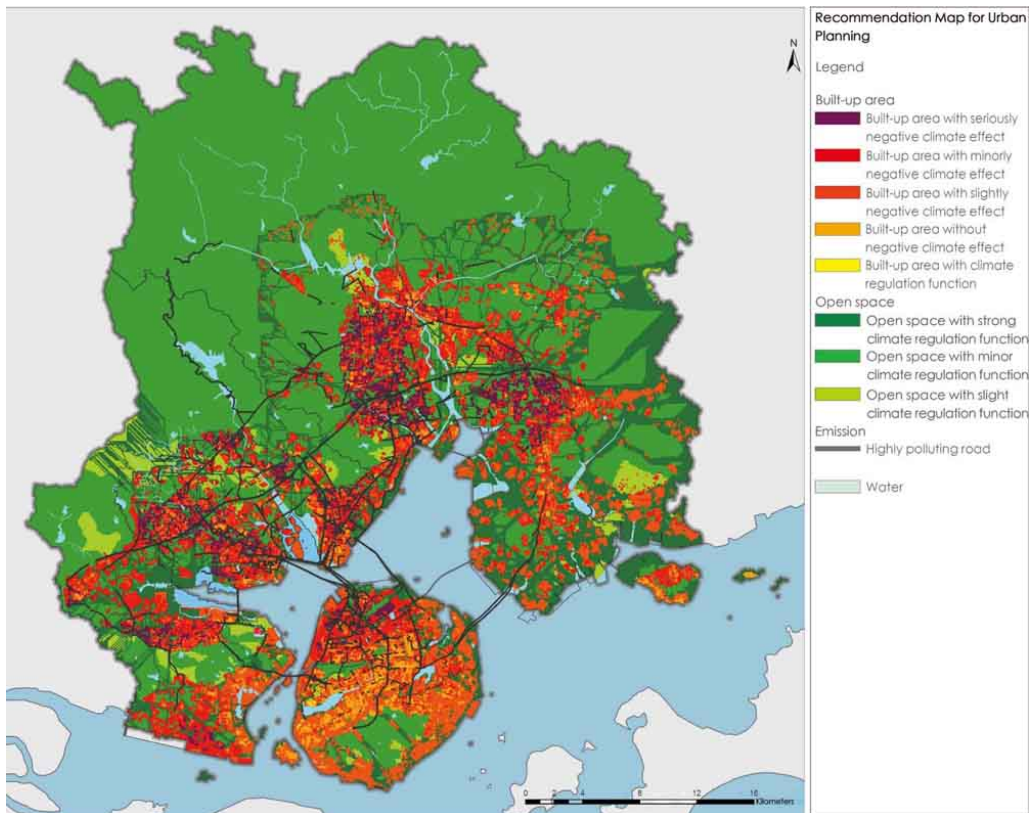 Recommendation Map for Urban
Planning
N
Legend
Built-up area
Built-up area with seriously
negative climate effect
Built-up area with minorly
negative climate effect
Built-up area with slightly
negative climate effect
Built-up area without
negative climate effect
Built-up area with climate
regulation function
Open space
Open space with strong
climate regulation function
Open space with minor
climate regulation function
Open space with slight
climate regulation function
Emission
Highly polluting road
Water
0 2 4 8 12 16
Kilometers